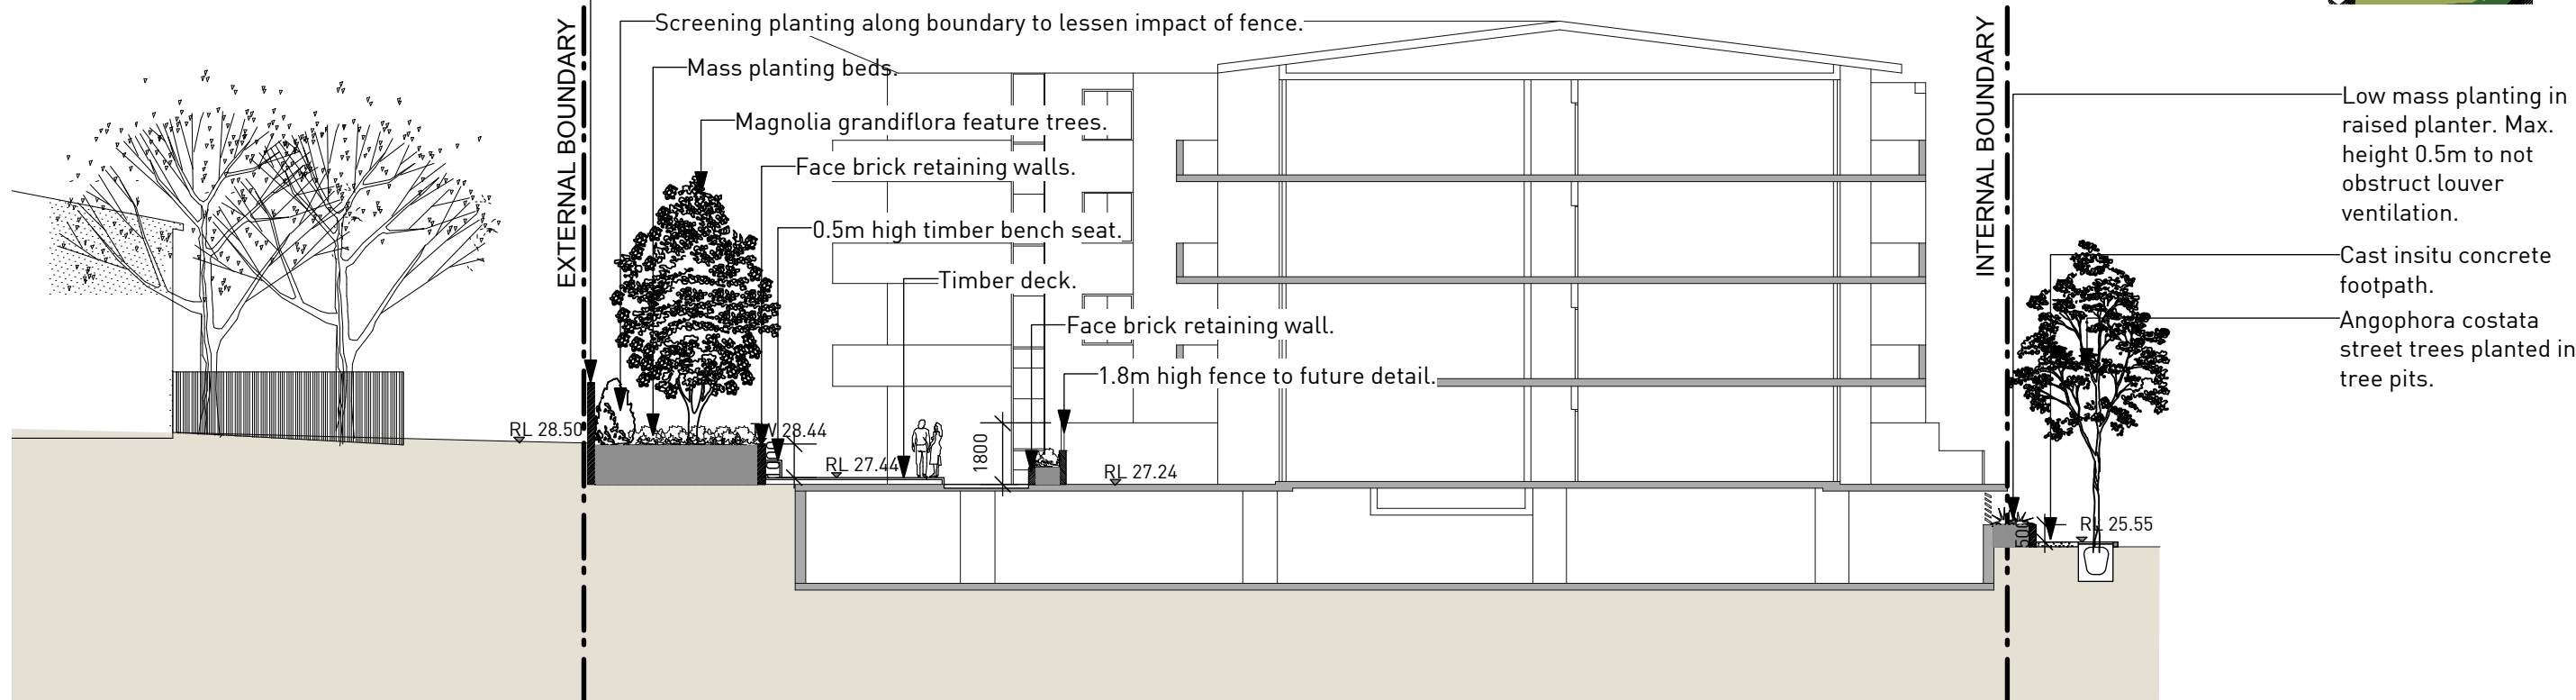 Screening planting along boundary to lessen impact of fence.
Mass planting beds.
Magnolia grandiflora feature trees.
Face brick retaining walls.
0.5m high timber bench seat.
Timber deck.
Face brick retaining wall.
1.8m high fence to future detail.
EXTERNAL BOUNDARY
INTERNAL BOUNDARY
RL 28.50
TW 28.44
RL 27.44
1800
RL 27.24
500
RL 25.55
Low mass planting in
raised planter. Max.
height 0.5m to not
obstruct louver
ventilation.
Cast insitu concrete
footpath.
Angophora costata
street trees planted in
tree pits.